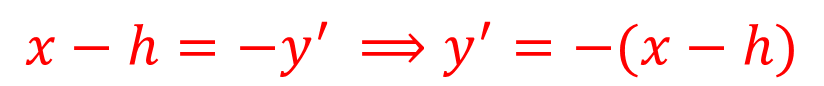 x − h = −y′ ⟹ y′ = −(x − h)